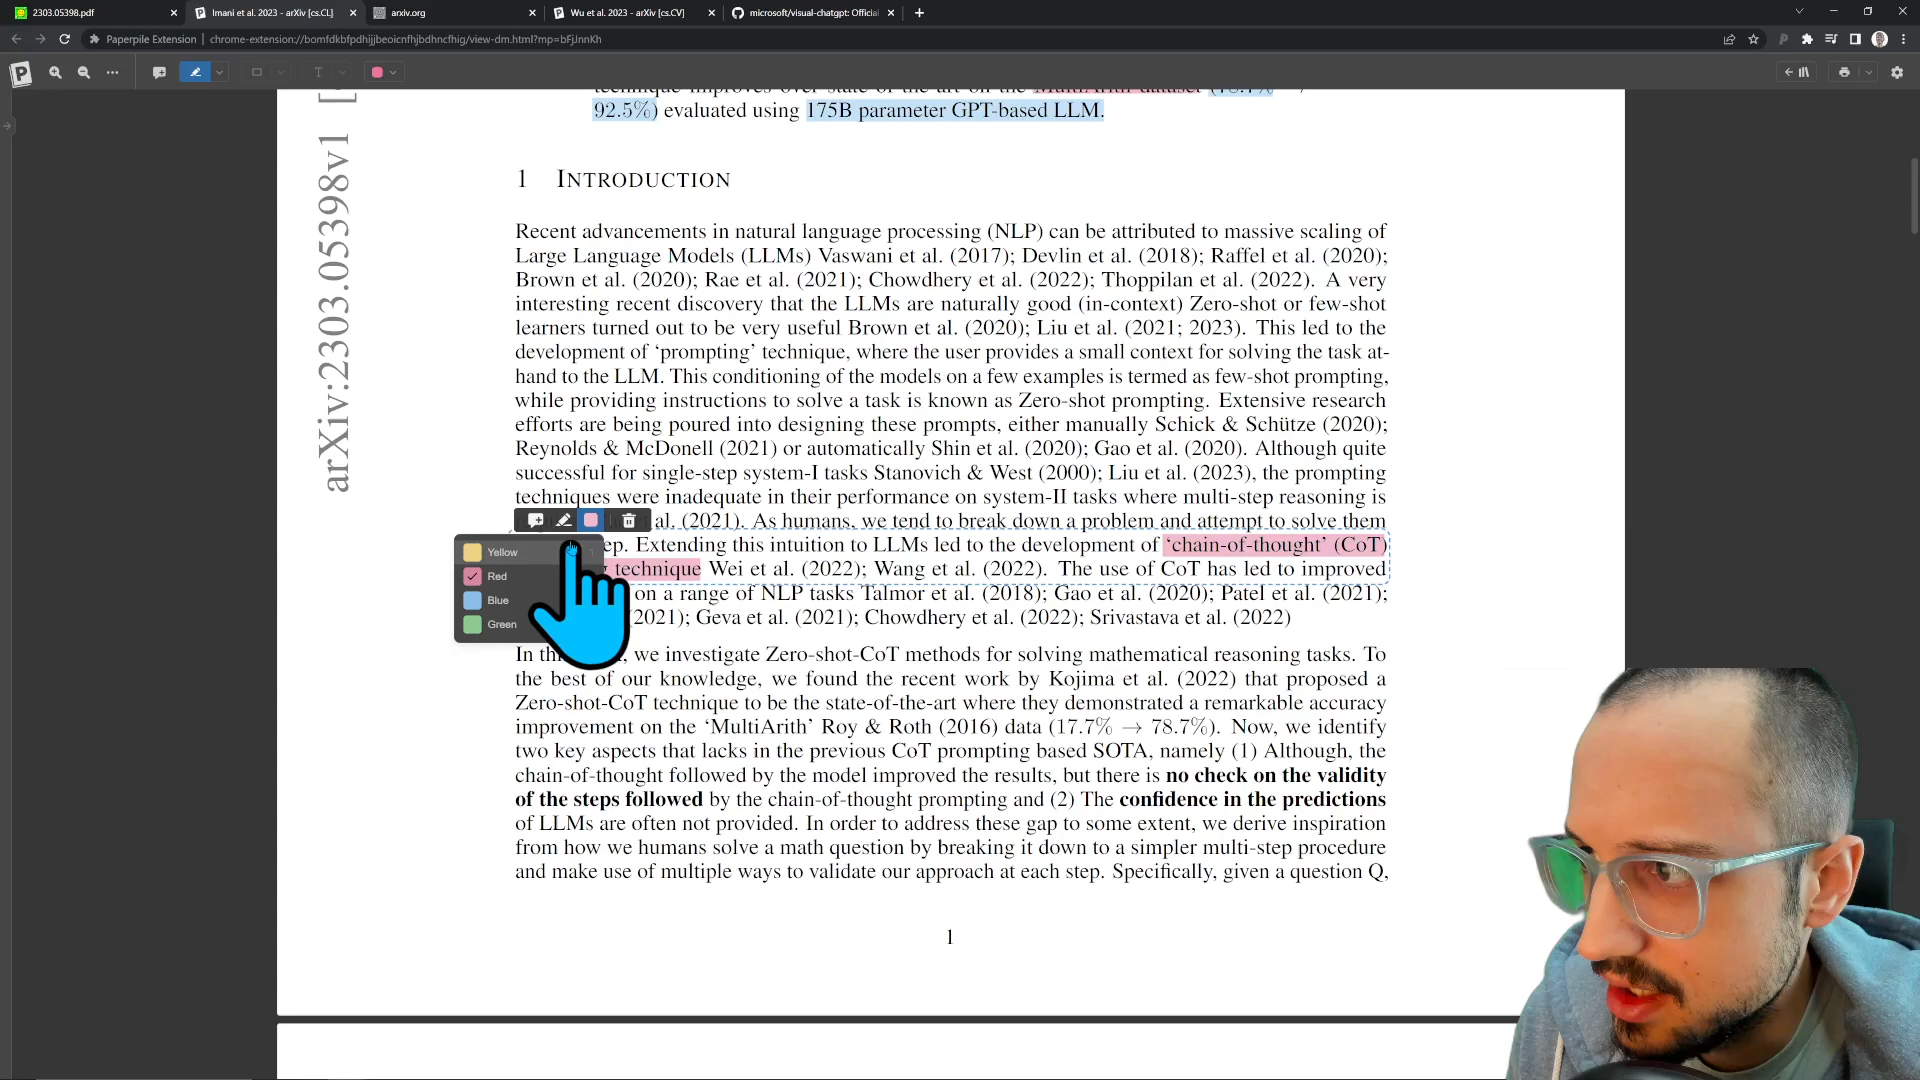 2303.05398.pdf
Imani et al. 2023 - arXiv [cs.CL]
arxiv.org
Wu et al. 2023 - arXiv [cs.CV]
microsoft/visual-chatgpt: Official
Paperpile Extension
chrome-extension://bomfdkbfpdhijjbeoicnfhjbdhncfhig/view-dm.html?mp=bFjJnnKh
92.5%) evaluated using 175B parameter GPT-based LLM.
arXiv:2303.05398v1
1 INTRODUCTION
Recent advancements in natural language processing (NLP) can be attributed to massive scaling of
Large Language Models (LLMs) Vaswani et al. (2017); Devlin et al. (2018); Raffel et al. (2020);
Brown et al. (2020); Rae et al. (2021); Chowdhery et al. (2022); Thoppilan et al. (2022). A very
interesting recent discovery that the LLMs are naturally good (in-context) Zero-shot or few-shot
learners turned out to be very useful Brown et al. (2020); Liu et al. (2021; 2023). This led to the
development of ‘prompting’ technique, where the user provides a small context for solving the task at-
hand to the LLM. This conditioning of the models on a few examples is termed as few-shot prompting,
while providing instructions to solve a task is known as Zero-shot prompting. Extensive research
efforts are being poured into designing these prompts, either manually Schick & Schütze (2020);
Reynolds & McDonell (2021) or automatically Shin et al. (2020); Gao et al. (2020). Although quite
successful for single-step system-I tasks Stanovich & West (2000); Liu et al. (2023), the prompting
techniques were inadequate in their performance on system-II tasks where multi-step reasoning is
al. (2021). As humans, we tend to break down a problem and attempt to solve them
ep. Extending this intuition to LLMs led to the development of ‘chain-of-thought’ (CoT)
technique Wei et al. (2022); Wang et al. (2022). The use of CoT has led to improved
on a range of NLP tasks Talmor et al. (2018); Gao et al. (2020); Patel et al. (2021);
(2021); Geva et al. (2021); Chowdhery et al. (2022); Srivastava et al. (2022)
Yellow
Red
Blue
Green
In th, we investigate Zero-shot-CoT methods for solving mathematical reasoning tasks. To
the best of our knowledge, we found the recent work by Kojima et al. (2022) that proposed a
Zero-shot-CoT technique to be the state-of-the-art where they demonstrated a remarkable accuracy
improvement on the ‘MultiArith’ Roy & Roth (2016) data (17.7% → 78.7%). Now, we identify
two key aspects that lacks in the previous CoT prompting based SOTA, namely (1) Although, the
chain-of-thought followed by the model improved the results, but there is no check on the validity
of the steps followed by the chain-of-thought prompting and (2) The confidence in the predictions
of LLMs are often not provided. In order to address these gap to some extent, we derive inspiration
from how we humans solve a math question by breaking it down to a simpler multi-step procedure
and make use of multiple ways to validate our approach at each step. Specifically, given a question Q,
1